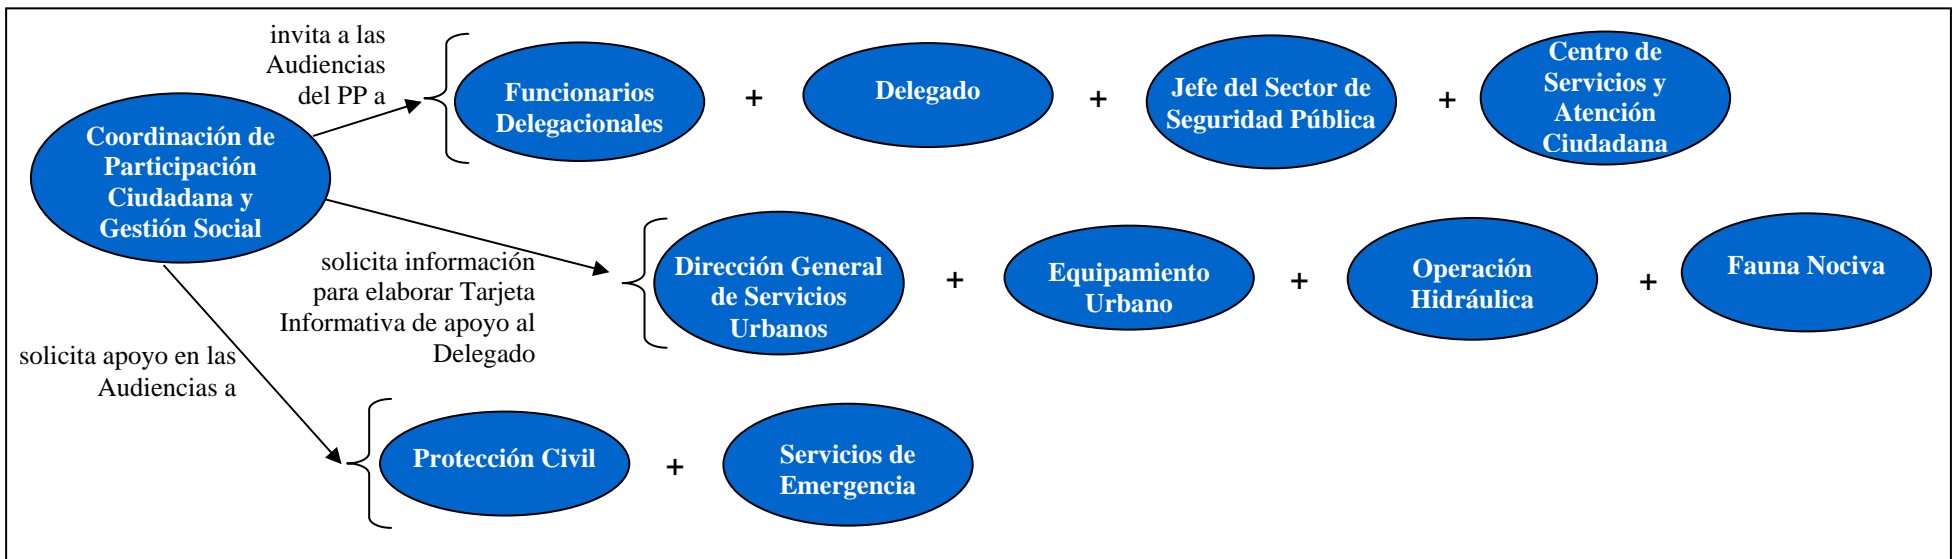 invita a las
Audiencias
del PP a
Funcionarios
Delegacionales
+
Delegado
+
Jefe del Sector de
Seguridad Pública
+
Centro de
Servicios y
Atención
Ciudadana
Coordinación de
Participación
Ciudadana y
Gestión Social
solicita información
para elaborar Tarjeta
Informativa de apoyo al
Delegado
Dirección General
de Servicios
Urbanos
+
Equipamiento
Urbano
+
Operación
Hidráulica
+
Fauna Nociva
solicita apoyo en las
Audiencias a
Protección Civil
+
Servicios de
Emergencia